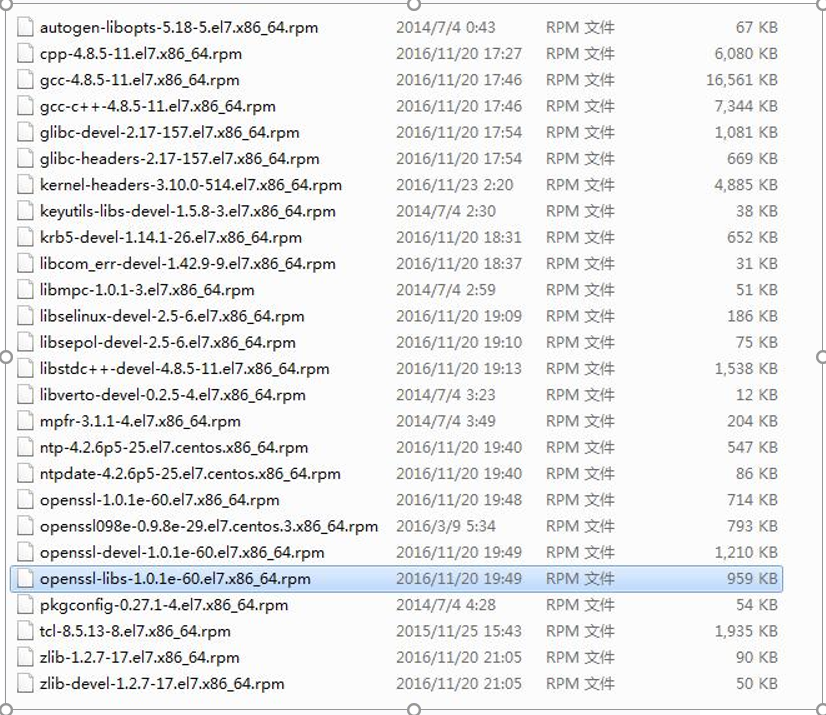 autogen-libopts-5.18-5.el7.x86_64.rpm 2014/7/4 0:43 RPM 文件 67 KB
cpp-4.8.5-11.el7.x86_64.rpm 2016/11/20 17:27 RPM 文件 6,080 KB
gcc-4.8.5-11.el7.x86_64.rpm 2016/11/20 17:46 RPM 文件 16,561 KB
gcc-c++-4.8.5-11.el7.x86_64.rpm 2016/11/20 17:46 RPM 文件 7,344 KB
glibc-devel-2.17-157.el7.x86_64.rpm 2016/11/20 17:54 RPM 文件 1,081 KB
glibc-headers-2.17-157.el7.x86_64.rpm 2016/11/20 17:54 RPM 文件 669 KB
kernel-headers-3.10.0-514.el7.x86_64.rpm 2016/11/23 2:20 RPM 文件 4,885 KB
keyutils-libs-devel-1.5.8-3.el7.x86_64.rpm 2014/7/4 2:30 RPM 文件 38 KB
krb5-devel-1.14.1-26.el7.x86_64.rpm 2016/11/20 18:31 RPM 文件 652 KB
libcom_err-devel-1.42.9-9.el7.x86_64.rpm 2016/11/20 18:37 RPM 文件 31 KB
libmpc-1.0.1-3.el7.x86_64.rpm 2014/7/4 2:59 RPM 文件 51 KB
libselinux-devel-2.5-6.el7.x86_64.rpm 2016/11/20 19:09 RPM 文件 186 KB
libsepol-devel-2.5-6.el7.x86_64.rpm 2016/11/20 19:10 RPM 文件 75 KB
libstdc++-devel-4.8.5-11.el7.x86_64.rpm 2016/11/20 19:13 RPM 文件 1,538 KB
libverto-devel-0.2.5-4.el7.x86_64.rpm 2014/7/4 3:23 RPM 文件 12 KB
mpfr-3.1.1-4.el7.x86_64.rpm 2014/7/4 3:49 RPM 文件 204 KB
ntp-4.2.6p5-25.el7.centos.x86_64.rpm 2016/11/20 19:40 RPM 文件 547 KB
ntpdate-4.2.6p5-25.el7.centos.x86_64.rpm 2016/11/20 19:40 RPM 文件 86 KB
openssl-1.0.1e-60.el7.x86_64.rpm 2016/11/20 19:48 RPM 文件 714 KB
openssl098e-0.9.8e-29.el7.centos.3.x86_64.rpm 2016/3/9 5:34 RPM 文件 793 KB
openssl-devel-1.0.1e-60.el7.x86_64.rpm 2016/11/20 19:49 RPM 文件 1,210 KB
openssl-libs-1.0.1e-60.el7.x86_64.rpm 2016/11/20 19:49 RPM 文件 959 KB
pkgconfig-0.27.1-4.el7.x86_64.rpm 2014/7/4 4:28 RPM 文件 54 KB
tcl-8.5.13-8.el7.x86_64.rpm 2015/11/25 15:43 RPM 文件 1,935 KB
zlib-1.2.7-17.el7.x86_64.rpm 2016/11/20 21:05 RPM 文件 90 KB
zlib-devel-1.2.7-17.el7.x86_64.rpm 2016/11/20 21:05 RPM 文件 50 KB